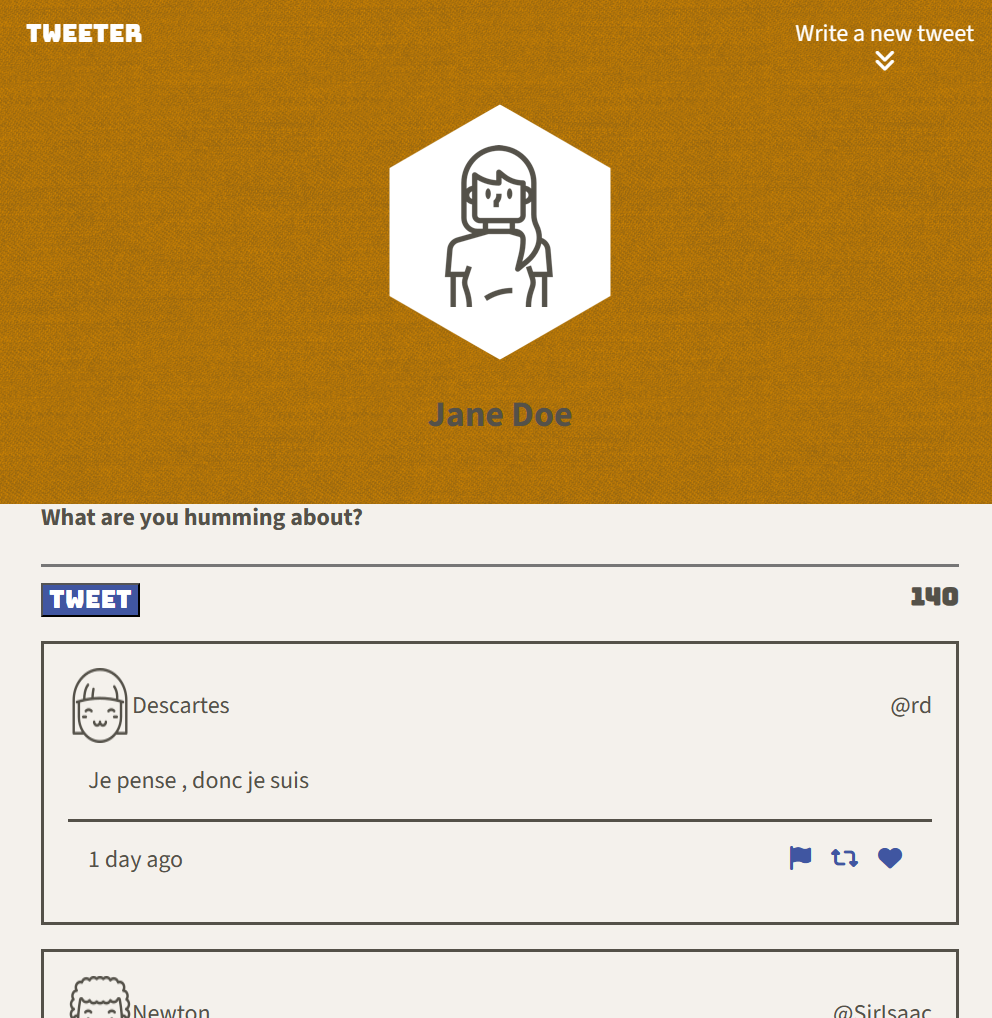 TWEETER
Write a new tweet
Jane Doe
What are you humming about?
TWEET
140
Descartes
@rd
Je pense , donc je suis
1 day ago
Newton
@SirIsaac